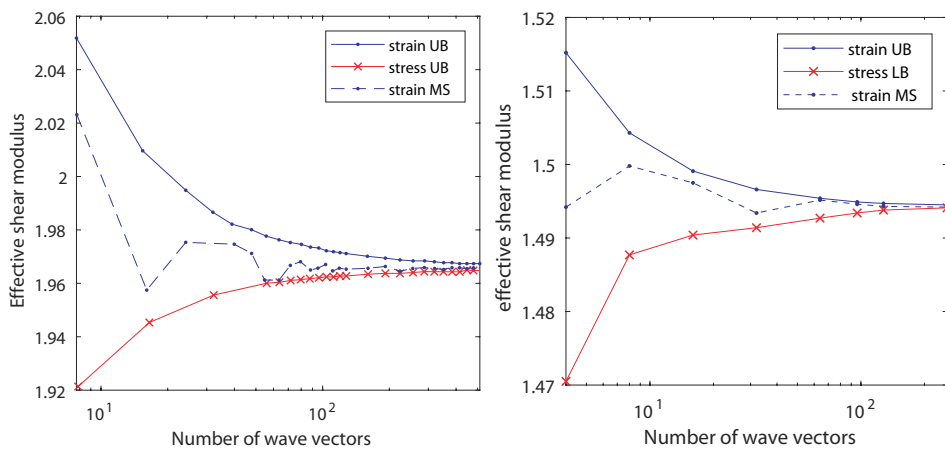 2.06
2.04
2.02
2
1.98
1.96
1.94
1.92
Effective shear modulus
10^1
10^2
Number of wave vectors
strain UB
stress UB
strain MS
1.52
1.51
1.5
1.49
1.48
1.47
effective shear modulus
10^1
10^2
Number of wave vectors
strain UB
stress LB
strain MS